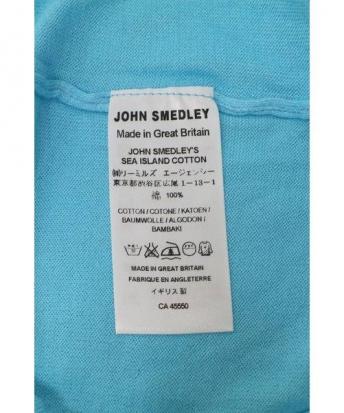 JOHN SMEDLEY
Made in Great Britain
JOHN SMEDLEY'S
SEA ISLAND COTTON
㈱リーミルズ エージェンシー
東京都渋谷区広尾 1-13-1
綿 100%
COTTON / COTONE / KATOEN /
BAUMWOLLE / ALGODON /
BAMBAKI
MADE IN GREAT BRITAIN
FABRIQUE EN ANGLETERRE
イギリス製
CA 45550